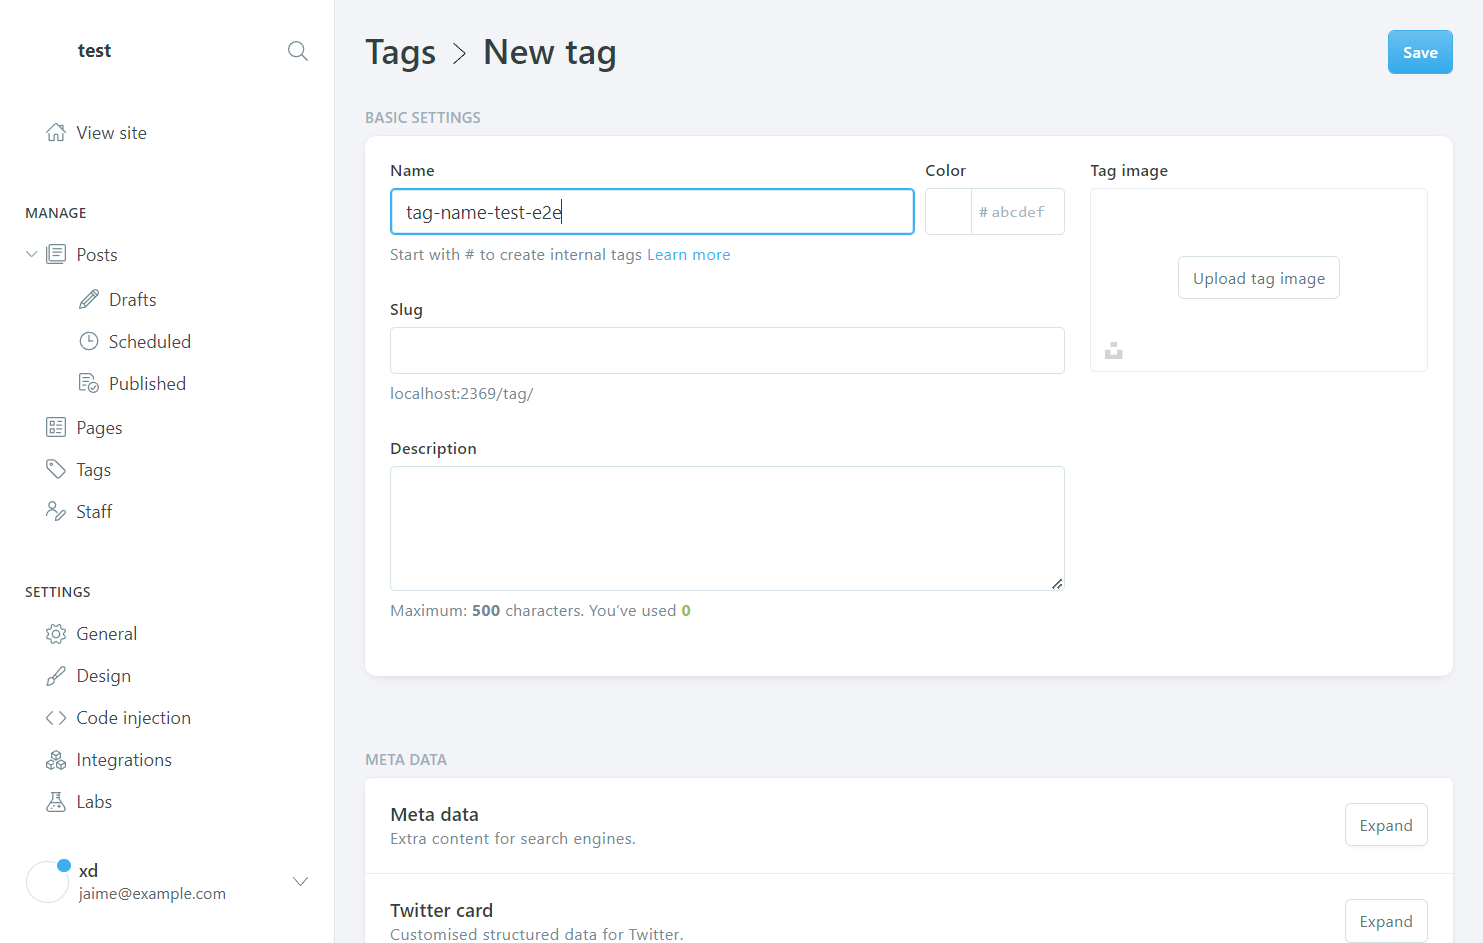 test
View site
MANAGE
Posts
Drafts
Scheduled
Published
Pages
Tags
Staff
SETTINGS
General
Design
Code injection
Integrations
Labs
xd
jaime@example.com
Tags > New tag
Save
BASIC SETTINGS
Name
tag-name-test-e2e
Start with # to create internal tags Learn more
Color
# abcdef
Tag image
Upload tag image
Slug
localhost:2369/tag/
Description
Maximum: 500 characters. You’ve used 0
META DATA
Meta data
Extra content for search engines.
Expand
Twitter card
Customised structured data for Twitter.
Expand